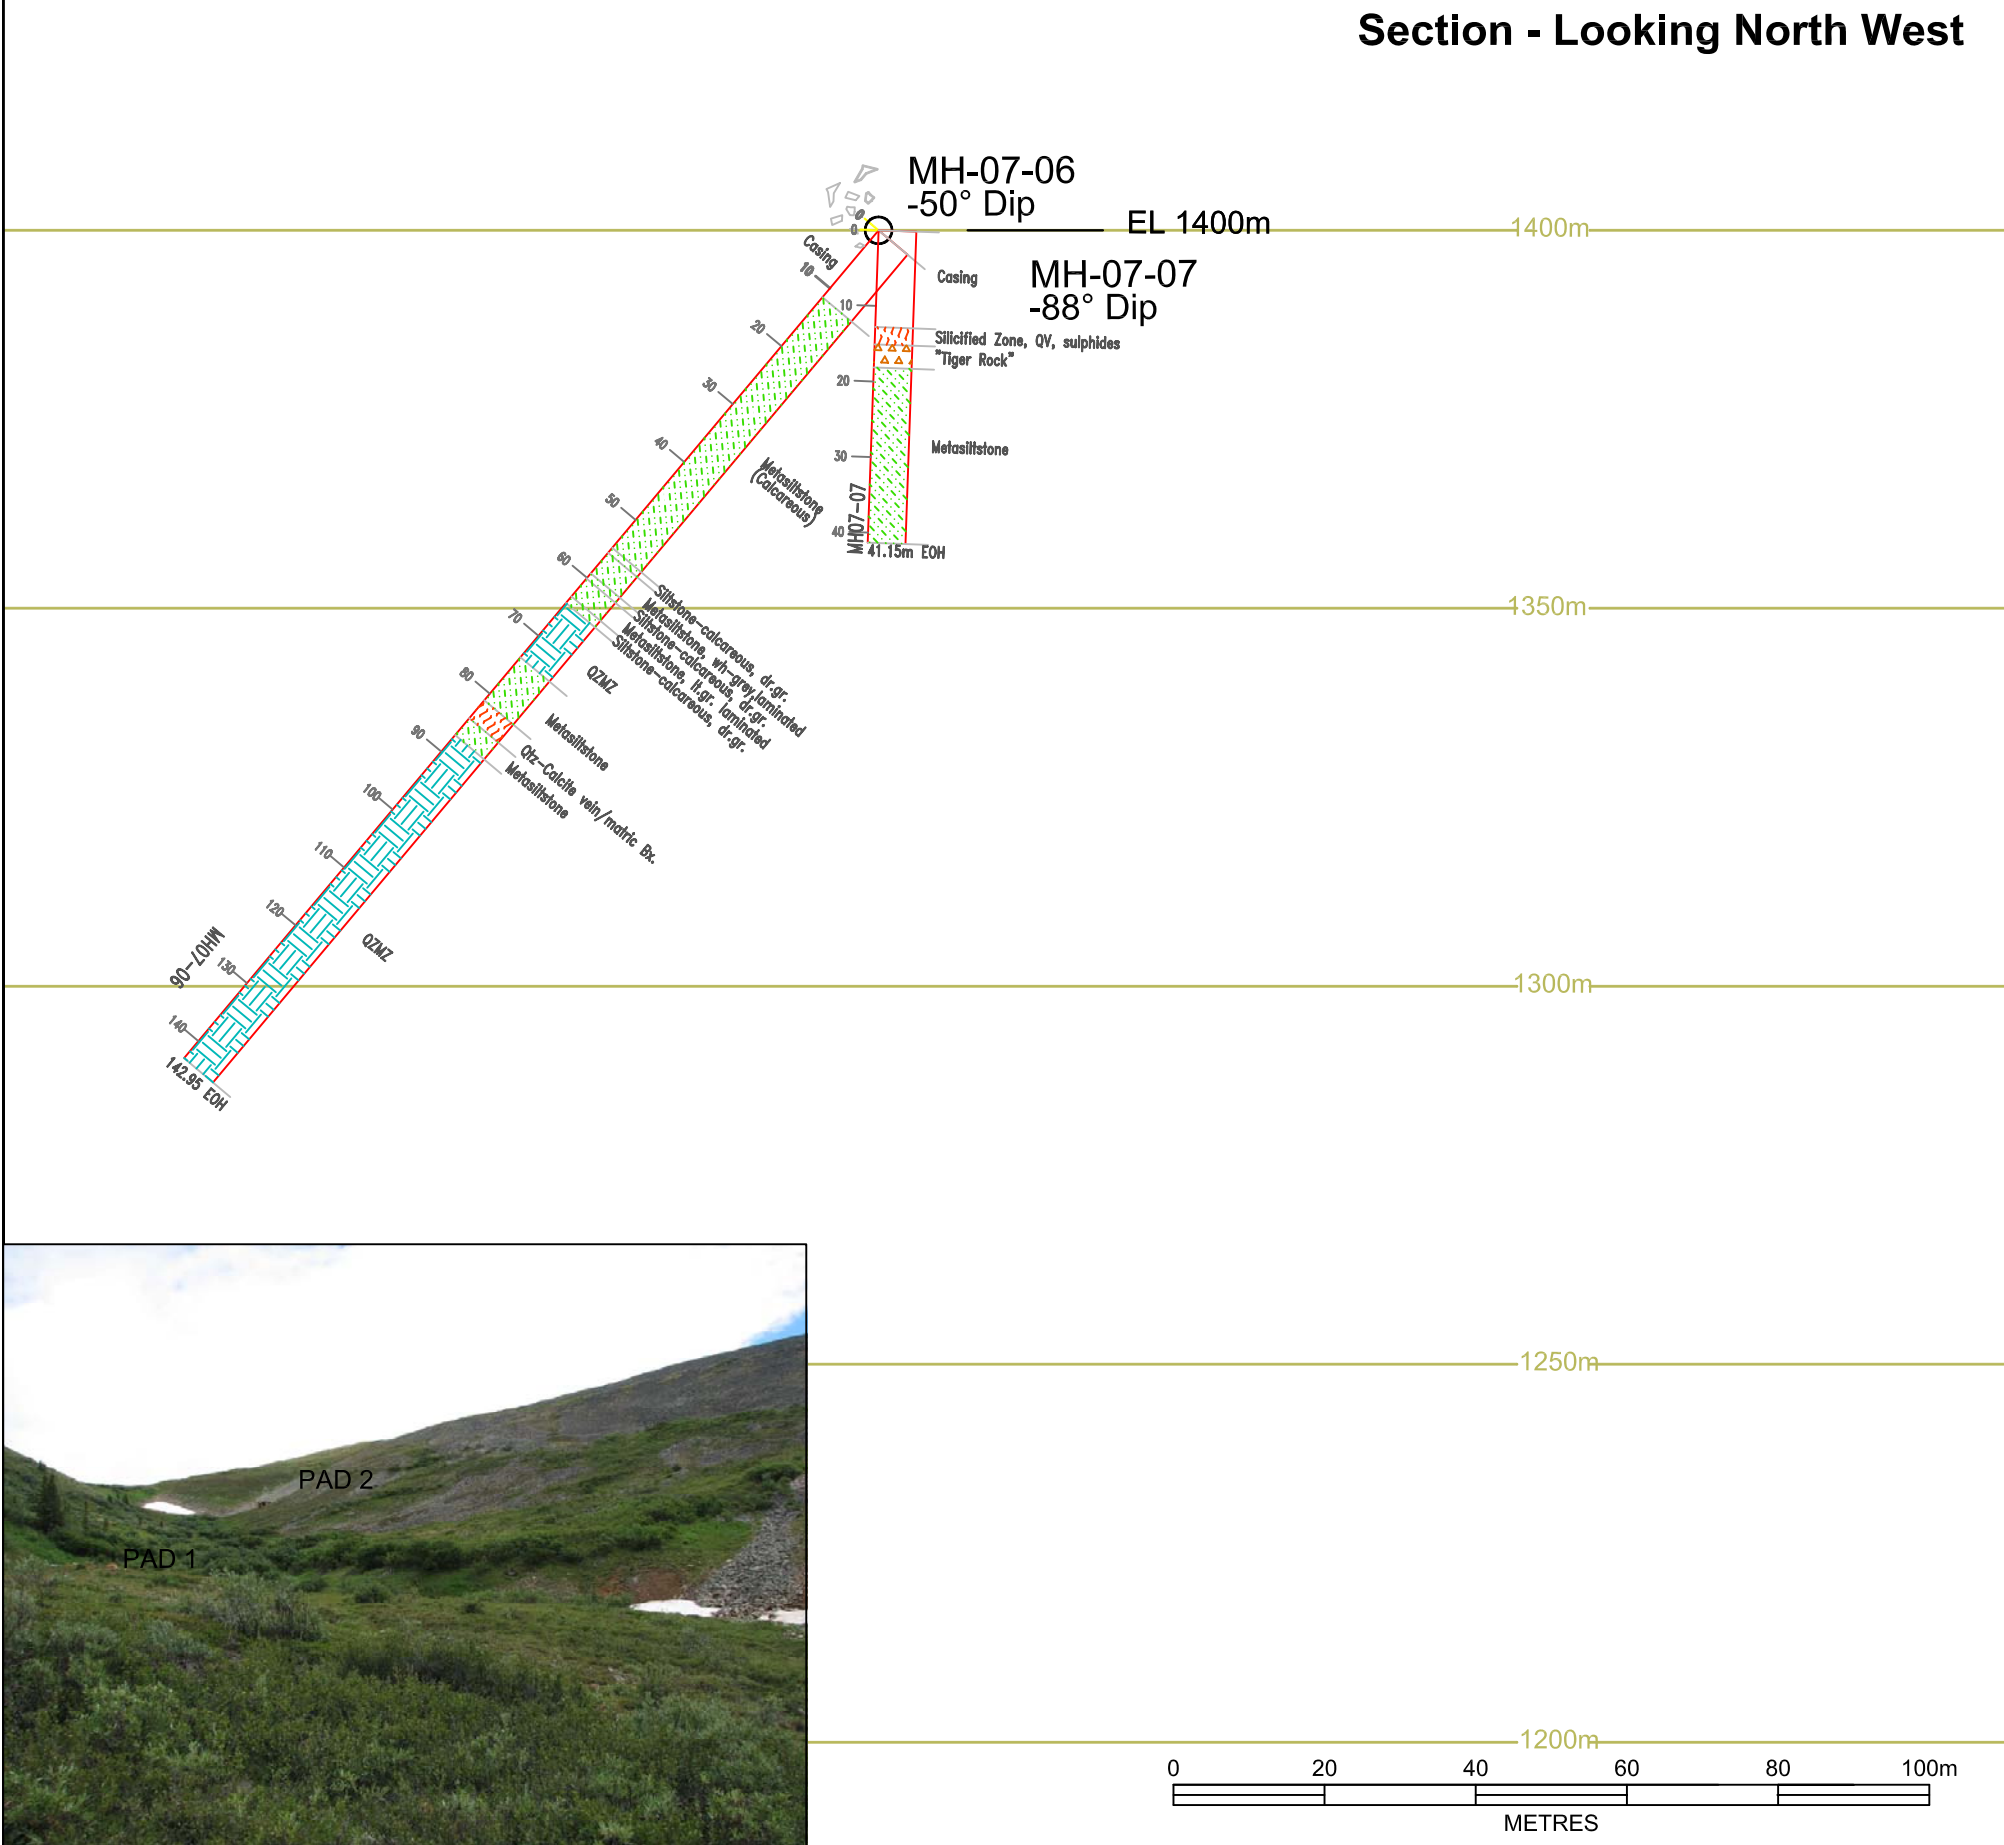 Section - Looking North West
MH-07-06
-50° Dip
EL 1400m
1400m
0
0
Casing
10
20
30
40
50
60
70
80
90
100
110
120
130
140
MH-07-07
-88° Dip
Casing
10
Silicified Zone, QV, sulphides
"Tiger Rock"
20
Metasiltstone
30
40
MH07-07
41.15m EOH
Metasiltstone
(Calcareous)
1350m
Siltstone-calcareous, dr.gr.
Metasiltstone, wh-grey,laminated
Siltstone-calcareous, dr.gr.
Metasiltstone, lt.gr. laminated
Siltstone-calcareous, dr.gr.
QZMZ
Metasiltstone
Qtz-Calcite vein/matric Bx.
Metasiltstone
QZMZ
MH07-06
1300m
142.95 EOH
1250m
PAD 2
PAD 1
1200m
0 20 40 60 80 100m
METRES